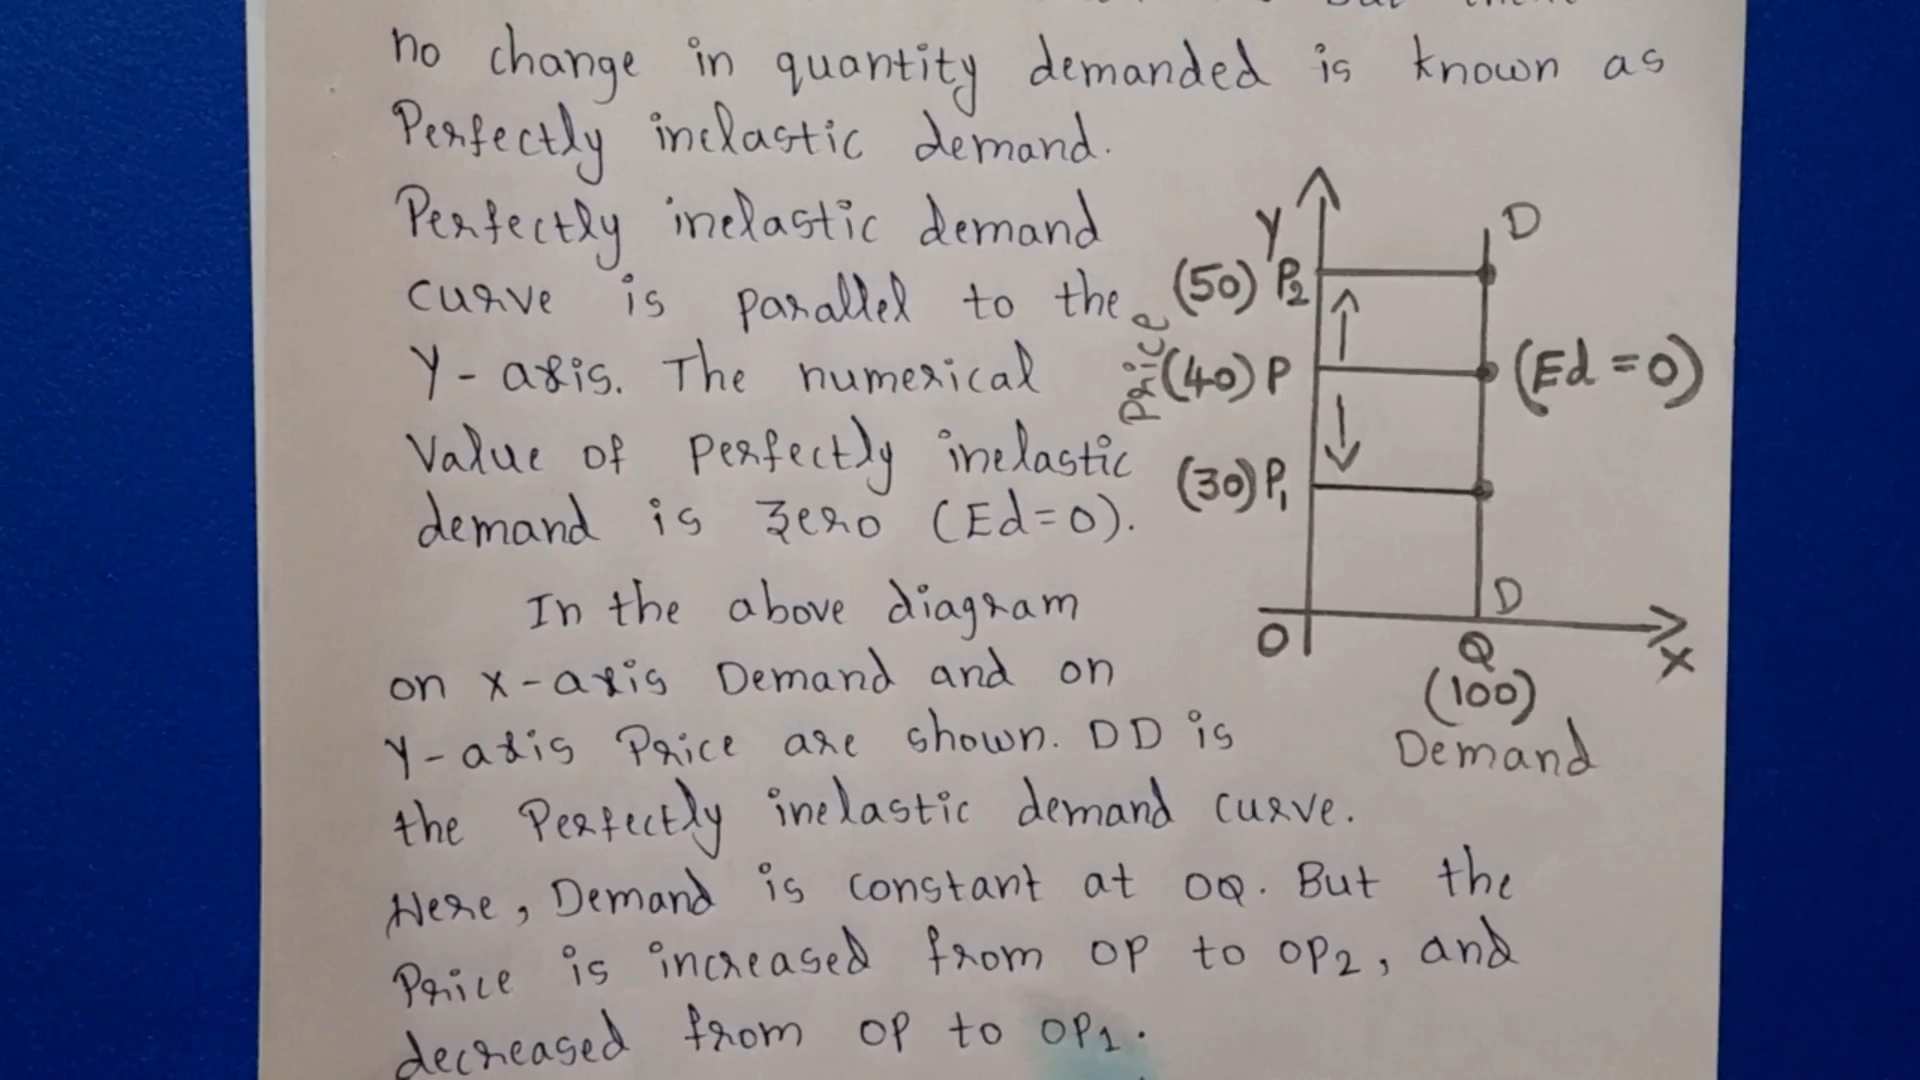 no change in quantity demanded is known as
Perfectly inelastic demand.
Perfectly inelastic demand
curve is parallel to the
Y-axis. The numerical
Value of perfectly inelastic
demand is zero (Ed=0).
In the above diagram
on x-axis Demand and on
Y-axis Price are shown. DD is
the Perfectly inelastic demand curve.
Here, Demand is constant at OQ. But the
Price is increased from OP to OP2, and
decreased from OP to OP1.
Y
D
(50) P2
Price
(40) P
(Ed=0)
(30) P1
D
O
Q
X
(100)
Demand